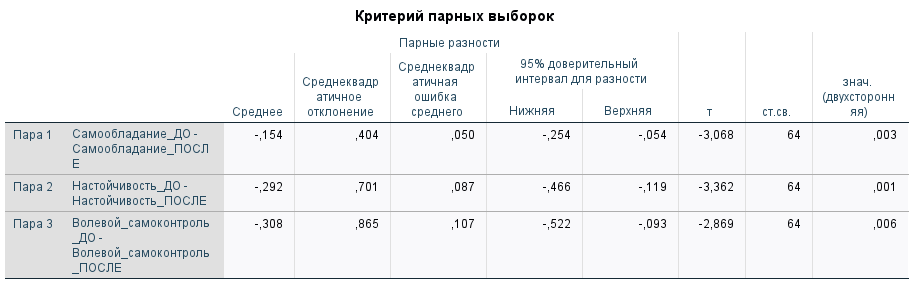 Критерий парных выборок
Парные разности
Среднее
Среднеквадр
атичное
отклонение
Среднеквадр
атичная
ошибка
среднего
95% доверительный
интервал для разности
Нижняя
Верхняя
т
ст.св.
знач.
(двухсторонн
яя)
Пара 1
Самообладание_ДО -
Самообладание_ПОСЛ
Е
-,154 ,404 ,050 -,254 -,054 -3,068 64 ,003
Пара 2
Настойчивость_ДО -
Настойчивость_ПОСЛЕ
-,292 ,701 ,087 -,466 -,119 -3,362 64 ,001
Пара 3
Волевой_самоконтроль
_ДО -
Волевой_самоконтроль
_ПОСЛЕ
-,308 ,865 ,107 -,522 -,093 -2,869 64 ,006